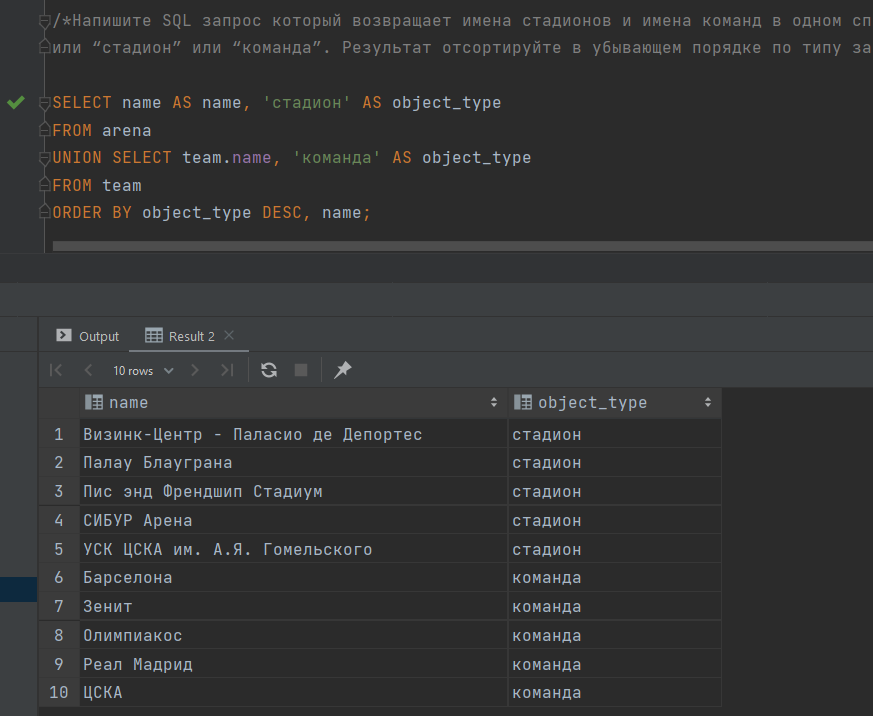 /*Напишите SQL запрос который возвращает имена стадионов и имена команд в одном сп
или “стадион” или “команда”. Результат отсортируйте в убывающем порядке по типу за
SELECT name AS name, 'стадион' AS object_type
FROM arena
UNION SELECT team.name, 'команда' AS object_type
FROM team
ORDER BY object_type DESC, name;
Output Result 2
10 rows
name object_type
1 Визинк-Центр - Паласио де Депортес стадион
2 Палау Блауграна стадион
3 Пис энд Френдшип Стадиум стадион
4 СИБУР Арена стадион
5 УСК ЦСКА им. А.Я. Гомельского стадион
6 Барселона команда
7 Зенит команда
8 Олимпиакос команда
9 Реал Мадрид команда
10 ЦСКА команда